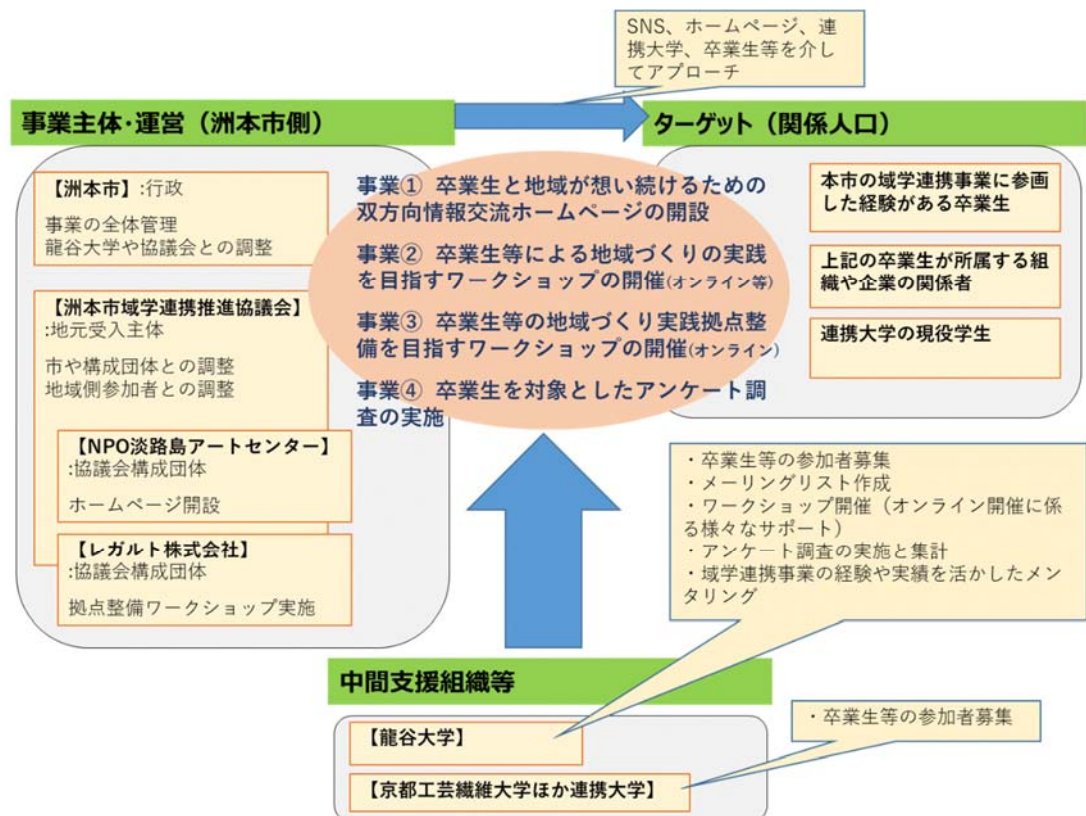 SNS、ホームページ、連
携大学、卒業生等を介し
てアプローチ
事業主体・運営（洲本市側）
ターゲット（関係人口）
【洲本市】:行政
事業の全体管理
龍谷大学や協議会との調整
【洲本市域学連携推進協議会】
:地元受入主体
市や構成団体との調整
地域側参加者との調整
【NPO淡路島アートセンター】
:協議会構成団体
ホームページ開設
【レガルト株式会社】
:協議会構成団体
拠点整備ワークショップ実施
事業① 卒業生と地域が想い続けるための
双方向情報交流ホームページの開設
事業② 卒業生等による地域づくりの実践
を目指すワークショップの開催(オンライン等)
事業③ 卒業生等の地域づくり実践拠点整
備を目指すワークショップの開催(オンライン)
事業④ 卒業生を対象としたアンケート調
査の実施
本市の域学連携事業に参画
した経験がある卒業生
上記の卒業生が所属する組
織や企業の関係者
連携大学の現役学生
・卒業生等の参加者募集
・メーリングリスト作成
・ワークショップ開催（オンライン開催に係
る様々なサポート）
・アンケート調査の実施と集計
・域学連携事業の経験や実績を活かしたメン
タリング
中間支援組織等
【龍谷大学】
【京都工芸繊維大学ほか連携大学】
・卒業生等の参加者募集